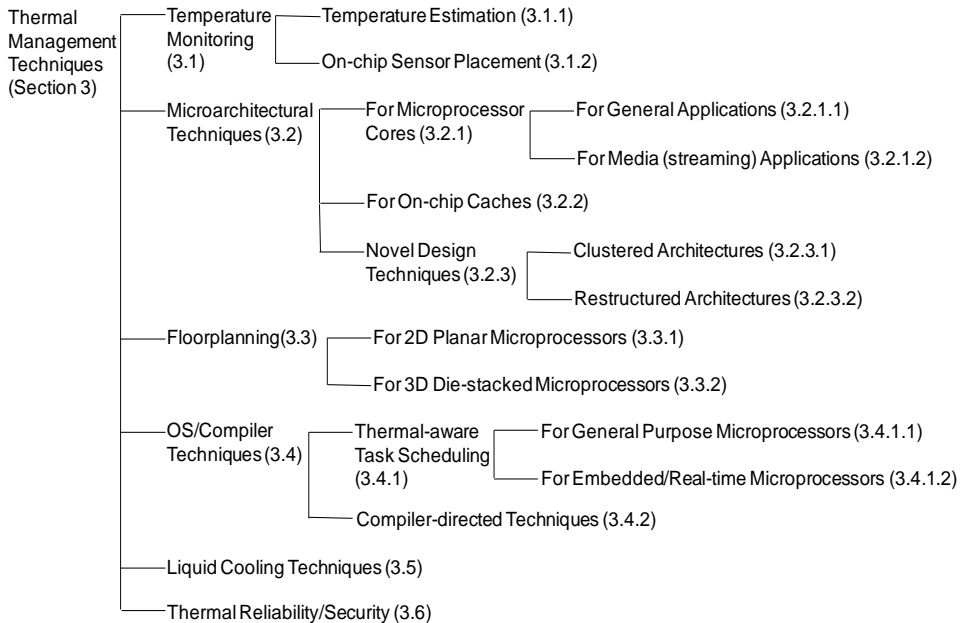 Thermal
Management
Techniques
(Section 3)
Temperature
Monitoring
(3.1)
Temperature Estimation (3.1.1)
On-chip Sensor Placement (3.1.2)
Microarchitectural
Techniques (3.2)
For Microprocessor
Cores (3.2.1)
For General Applications (3.2.1.1)
For Media (streaming) Applications (3.2.1.2)
For On-chip Caches (3.2.2)
Novel Design
Techniques (3.2.3)
Clustered Architectures (3.2.3.1)
Restructured Architectures (3.2.3.2)
Floorplanning(3.3)
For 2D Planar Microprocessors (3.3.1)
For 3D Die-stacked Microprocessors (3.3.2)
OS/Compiler
Techniques (3.4)
Thermal-aware
Task Scheduling
(3.4.1)
For General Purpose Microprocessors (3.4.1.1)
For Embedded/Real-time Microprocessors (3.4.1.2)
Compiler-directed Techniques (3.4.2)
Liquid Cooling Techniques (3.5)
Thermal Reliability/Security (3.6)